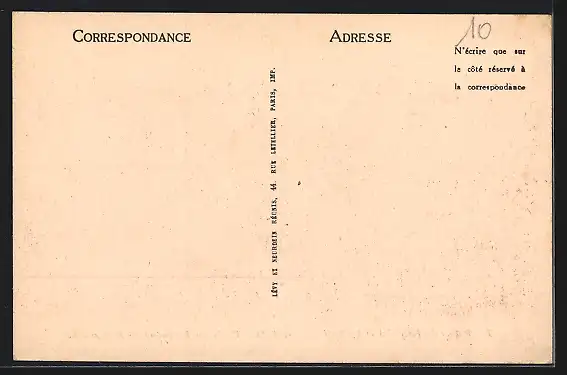 CORRESPONDANCE
ADRESSE
10
N'écrire que sur
le côté réservé à
la correspondance
LÉVY ET NEURDEIN RÉUNIS, 44, RUE LETELLIER, PARIS, IMP.